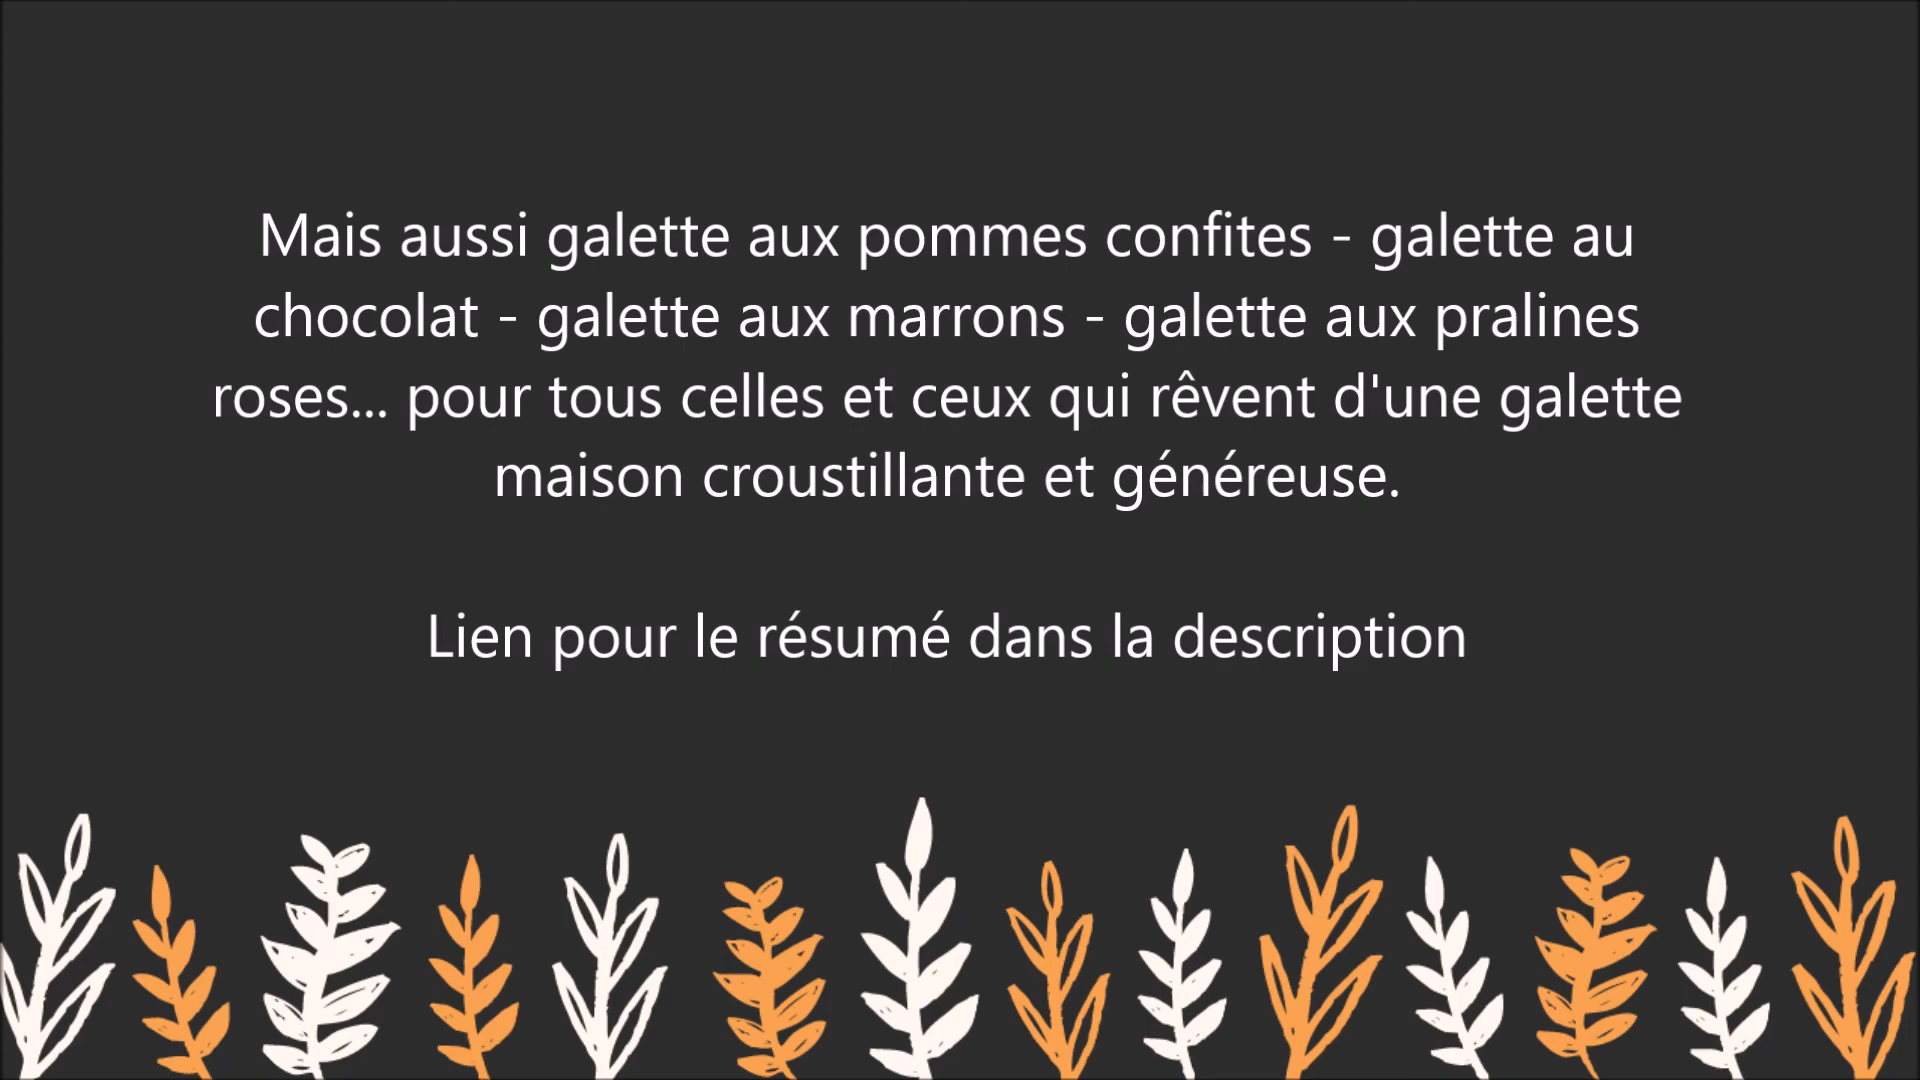 Mais aussi galette aux pommes confites - galette au
chocolat - galette aux marrons - galette aux pralines
roses... pour tous celles et ceux qui rêvent d'une galette
maison croustillante et généreuse.
Lien pour le résumé dans la description